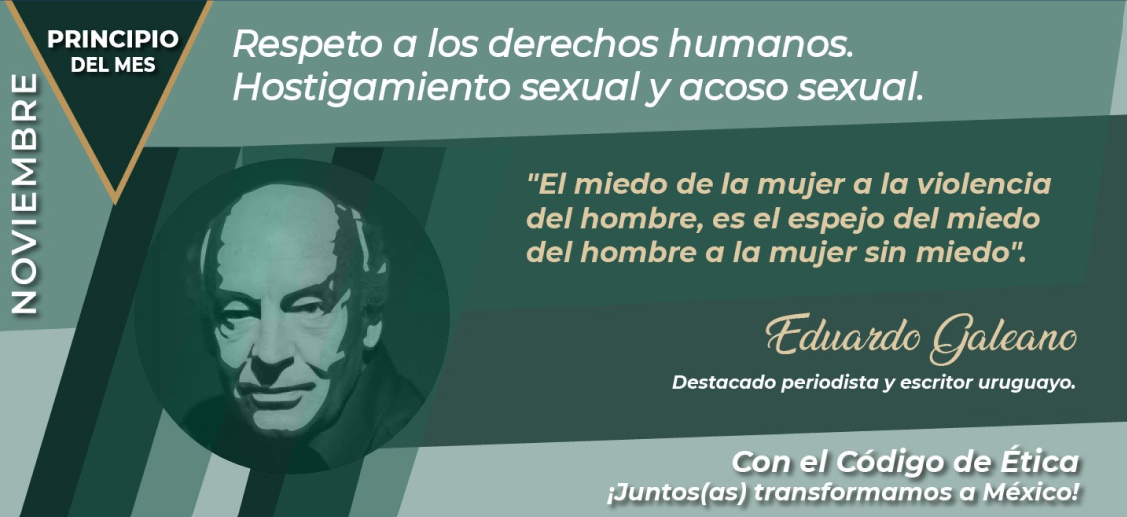 PRINCIPIO
DEL MES
NOVIEMBRE
Respeto a los derechos humanos.
Hostigamiento sexual y acoso sexual.
"El miedo de la mujer a la violencia
del hombre, es el espejo del miedo
del hombre a la mujer sin miedo".
Eduardo Galeano
Destacado periodista y escritor uruguayo.
Con el Código de Ética
¡Juntos(as) transformamos a México!